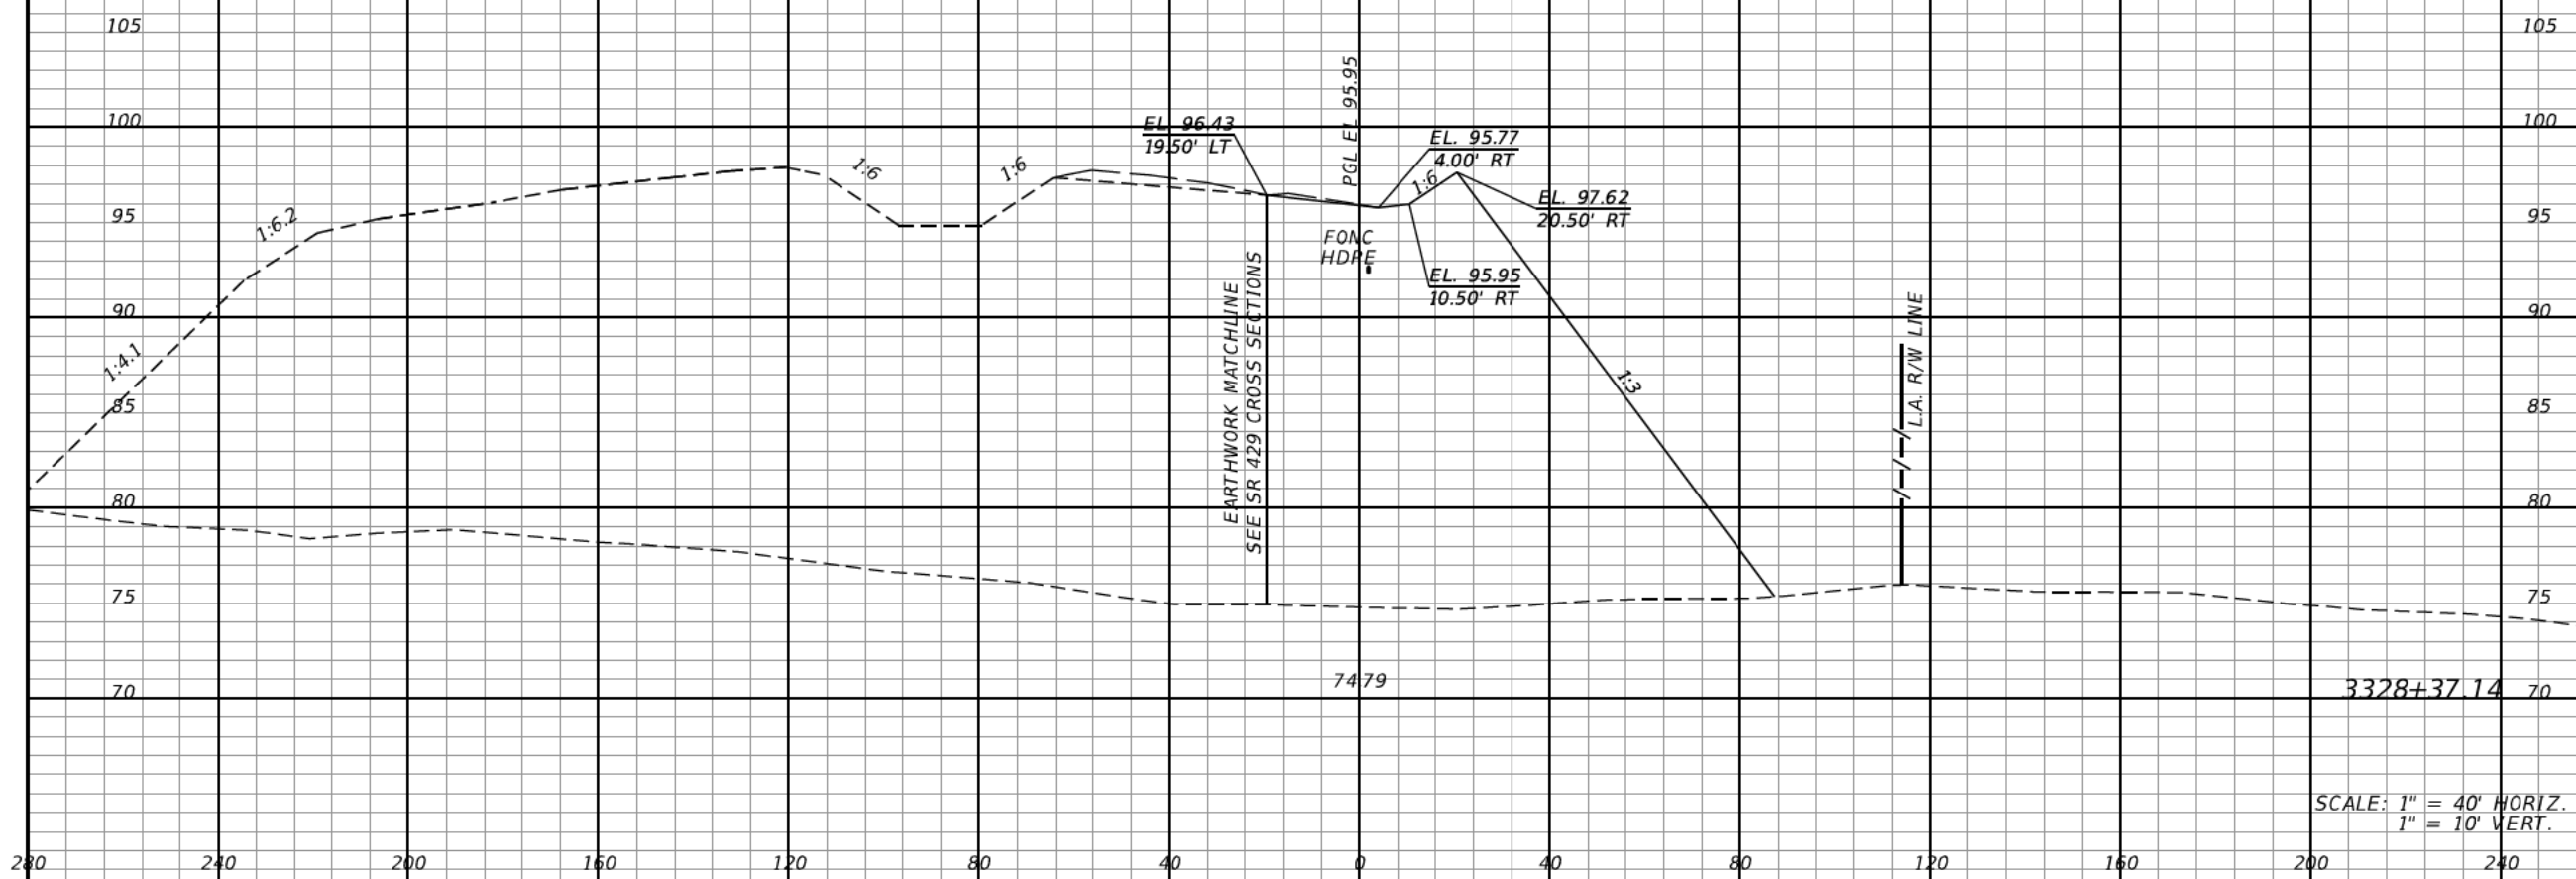 105
105
100
100
95
95
90
90
85
85
80
80
75
75
70
70
1:4.1
1:6.2
1:6
1:6
EL. 96.43
19.50' LT
PGL EL 95.95
EL. 95.77
4.00' RT
1:6
EL. 97.62
20.50' RT
FONC
HDPE
EL. 95.95
10.50' RT
EARTHWORK MATCHLINE
SEE SR 429 CROSS SECTIONS
1:3
L.A. R/W LINE
74.79
3328+37.14
SCALE: 1" = 40' HORIZ.
1" = 10' VERT.
280 240 200 160 120 80 40 0 40 80 120 160 200 240